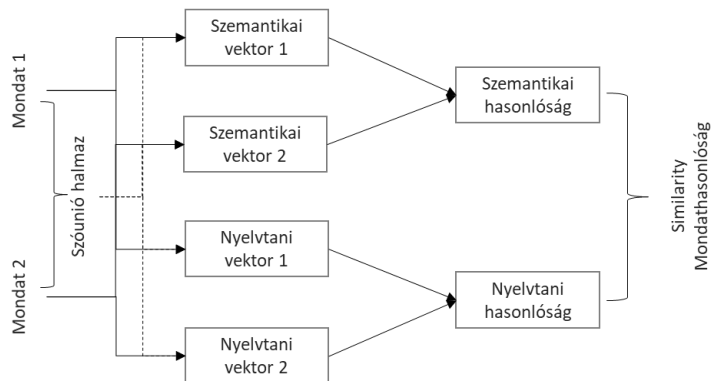 Mondat 1
Mondat 2
Szóunió halmaz
Szemantikai
vektor 1
Szemantikai
vektor 2
Nyelvtani
vektor 1
Nyelvtani
vektor 2
Szemantikai
hasonlóság
Nyelvtani
hasonlóság
Similarity
Mondathasonlóság